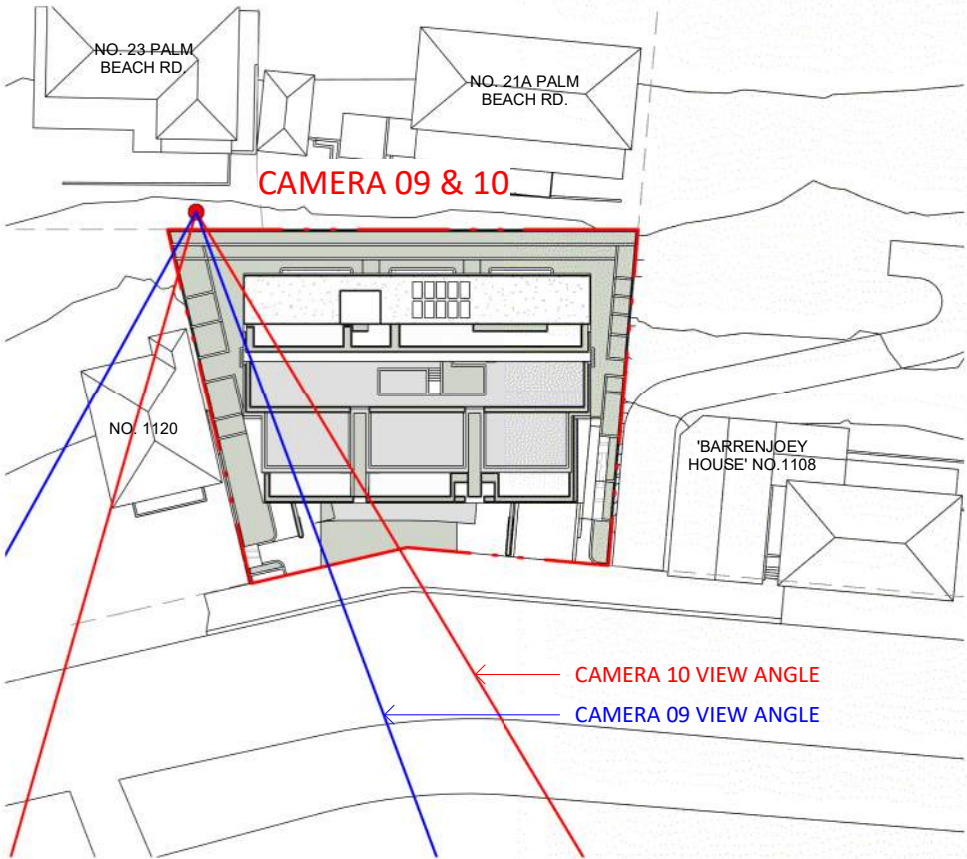 NO. 23 PALM
BEACH RD.
NO. 21A PALM
BEACH RD.
CAMERA 09 & 10
NO. 1120
'BARRENJOEY
HOUSE' NO.1108
CAMERA 10 VIEW ANGLE
CAMERA 09 VIEW ANGLE